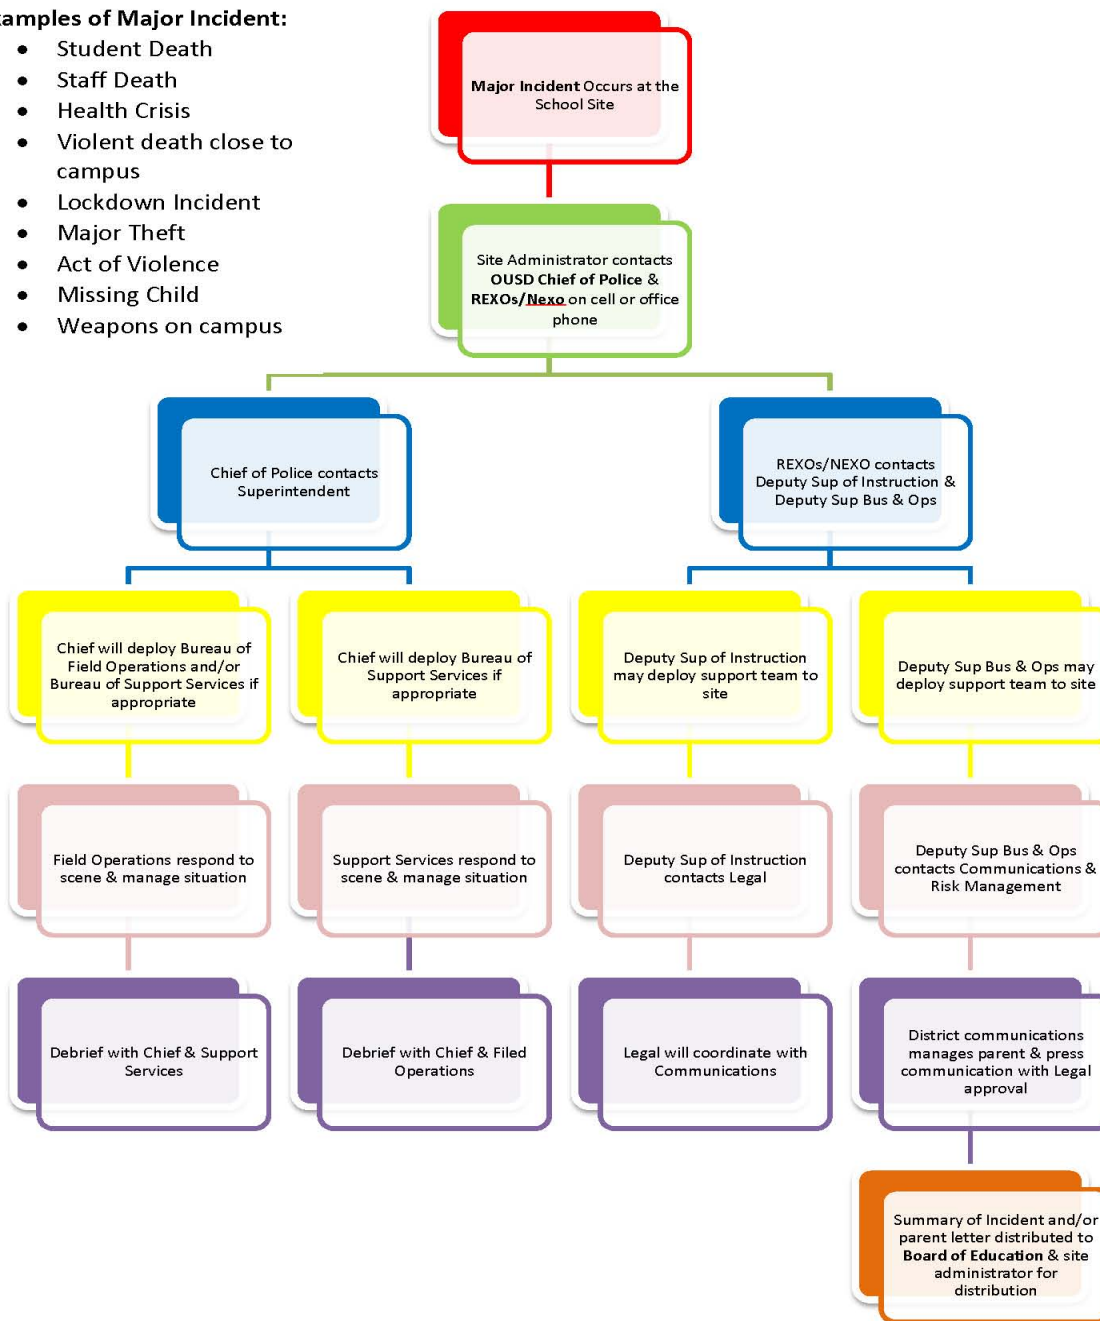 xamples of Major Incident:
• Student Death
• Staff Death
• Health Crisis
• Violent death close to
campus
• Lockdown Incident
• Major Theft
• Act of Violence
• Missing Child
• Weapons on campus
Major Incident Occurs at the
School Site
Site Administrator contacts
OUSD Chief of Police &
REXOs/Nexo on cell or office
phone
Chief of Police contacts
Superintendent
REXOs/NEXO contacts
Deputy Sup of Instruction &
Deputy Sup Bus & Ops
Chief will deploy Bureau of
Field Operations and/or
Bureau of Support Services if
appropriate
Chief will deploy Bureau of
Support Services if
appropriate
Deputy Sup of Instruction
may deploy support team to
site
Deputy Sup Bus & Ops may
deploy support team to site
Field Operations respond to
scene & manage situation
Support Services respond to
scene & manage situation
Deputy Sup of Instruction
contacts Legal
Deputy Sup Bus & Ops
contacts Communications &
Risk Management
Debrief with Chief & Support
Services
Debrief with Chief & Filed
Operations
Legal will coordinate with
Communications
District communications
manages parent & press
communication with Legal
approval
Summary of Incident and/or
parent letter distributed to
Board of Education & site
administrator for
distribution